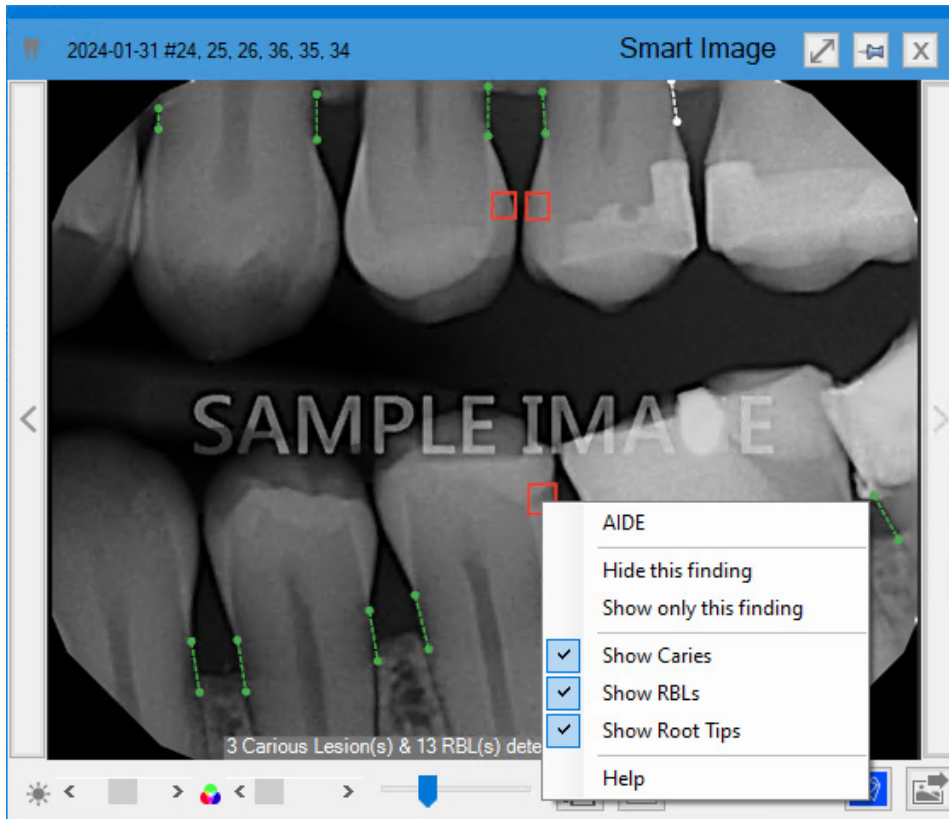 2024-01-31 #24, 25, 26, 36, 35, 34
Smart Image
X
SAMPLE IMAGE
AIDE
Hide this finding
Show only this finding
Show Caries
Show RBLs
Show Root Tips
Help
3 Carious Lesion(s) & 13 RBL(s)